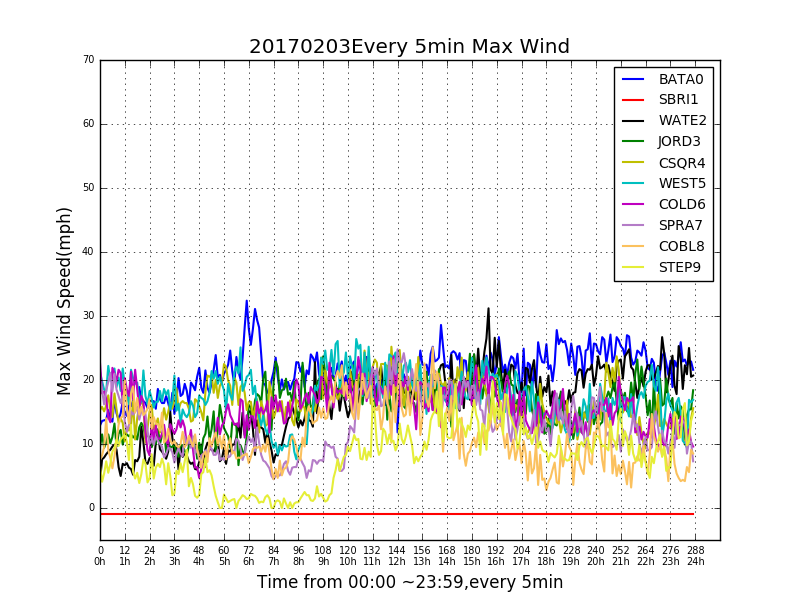 20170203Every 5min Max Wind
70
60
50
40
30
20
10
0
Max Wind Speed(mph)
BATA0
SBRI1
WATE2
JORD3
CSQR4
WEST5
COLD6
SPRA7
COBL8
STEP9
0 12 24 36 48 60 72 84 96 108 120 132 144 156 168 180 192 204 216 228 240 252 264 276 288
0h 1h 2h 3h 4h 5h 6h 7h 8h 9h 10h 11h 12h 13h 14h 15h 16h 17h 18h 19h 20h 21h 22h 23h 24h
Time from 00:00 ~23:59,every 5min